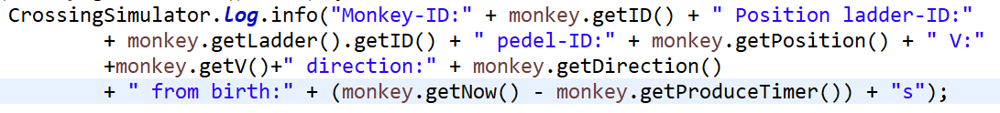 CrossingSimulator.log.info("Monkey-ID:" + monkey.getID() + " Position ladder-ID:"
+ monkey.getLadder().getID() + " pedel-ID:" + monkey.getPosition() + " V:"
+monkey.getV()+" direction:" + monkey.getDirection()
+ " from birth:" + (monkey.getNow() - monkey.getProduceTimer()) + "s");